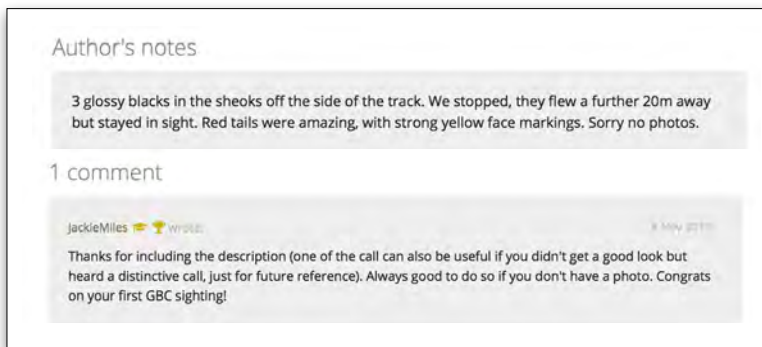 Author's notes
3 glossy blacks in the sheoks off the side of the track. We stopped, they flew a further 20m away
but stayed in sight. Red tails were amazing, with strong yellow face markings. Sorry no photos.
1 comment
JackieMiles wrote:
Thanks for including the description (one of the call can also be useful if you didn't get a good look but
heard a distinctive call, just for future reference). Always good to do so if you don't have a photo. Congrats
on your first GBC sighting!